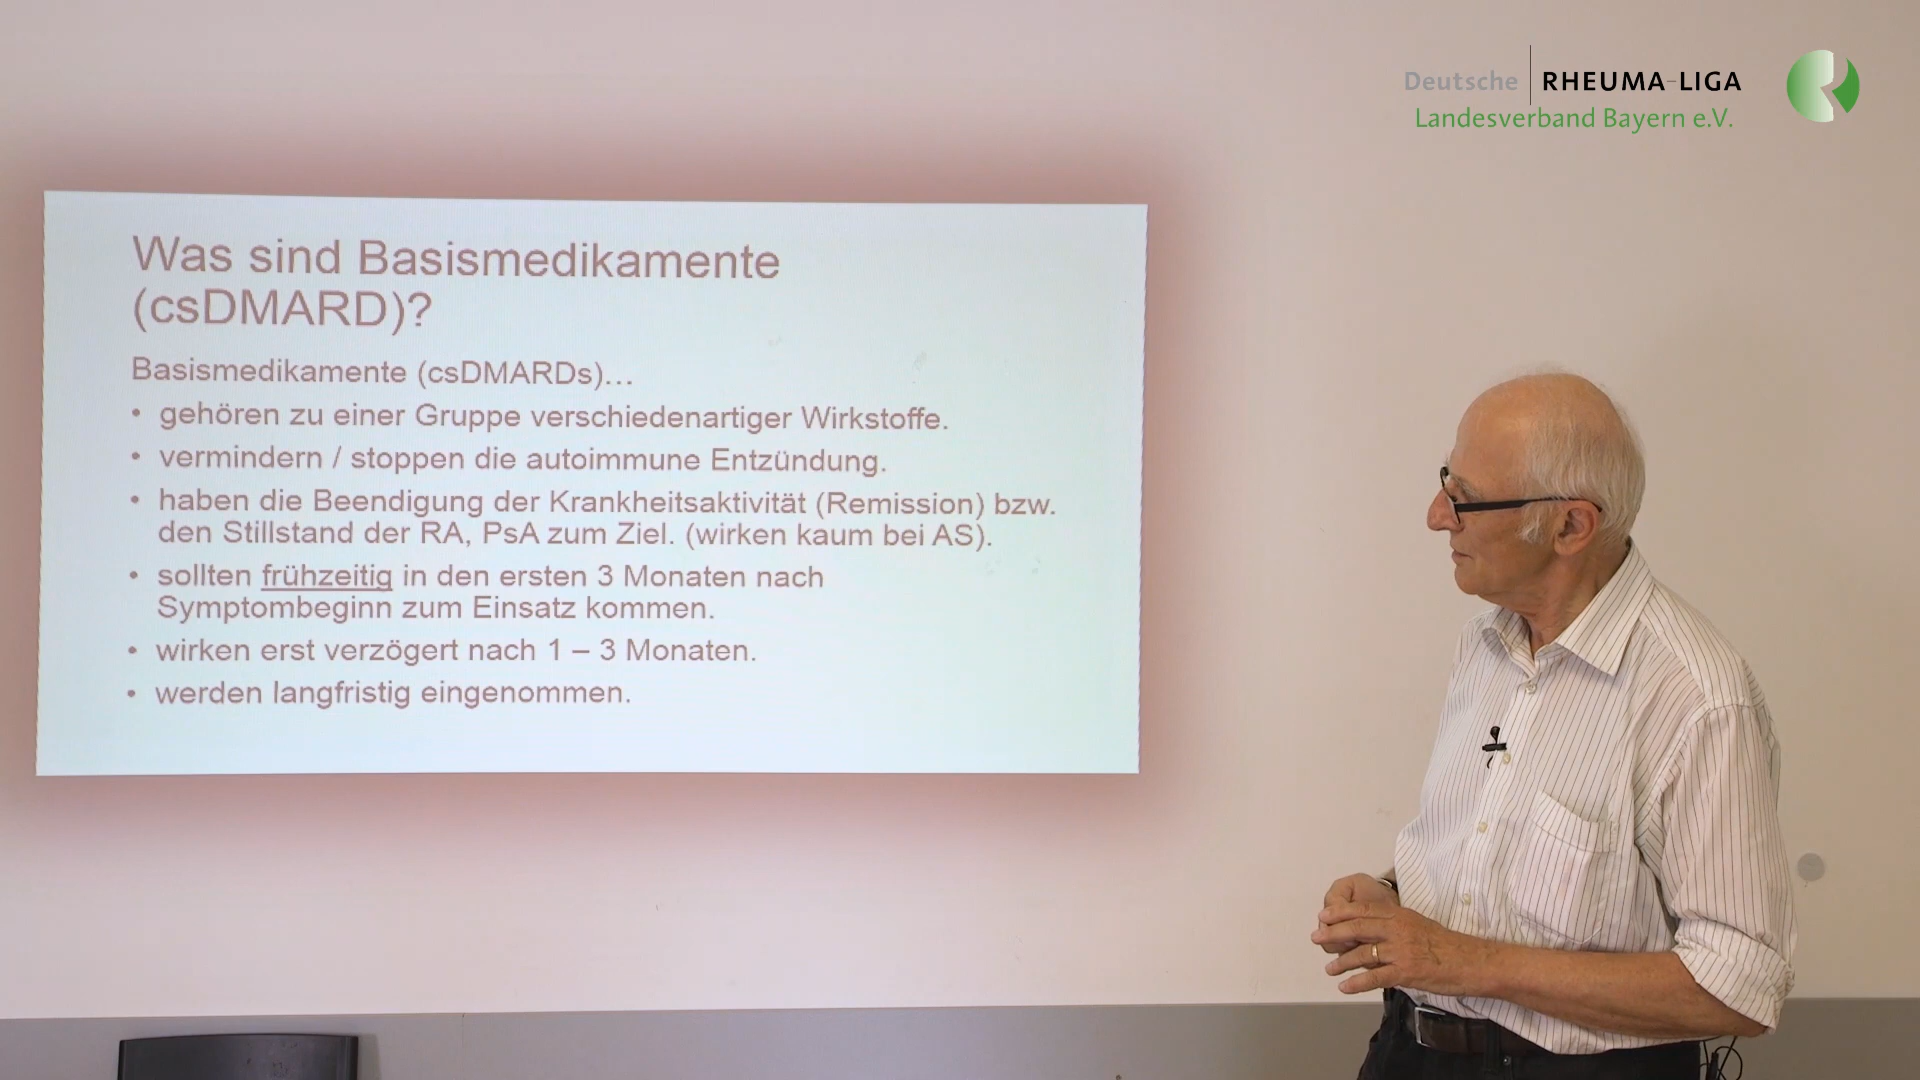 Deutsche RHEUMA-LIGA
Landesverband Bayern e.V.
Was sind Basismedikamente
(csDMARD)?
Basismedikamente (csDMARDs)...
• gehören zu einer Gruppe verschiedenartiger Wirkstoffe.
• vermindern / stoppen die autoimmune Entzündung.
• haben die Beendigung der Krankheitsaktivität (Remission) bzw.
den Stillstand der RA, PsA zum Ziel. (wirken kaum bei AS).
• sollten frühzeitig in den ersten 3 Monaten nach
Symptombeginn zum Einsatz kommen.
• wirken erst verzögert nach 1 – 3 Monaten.
• werden langfristig eingenommen.